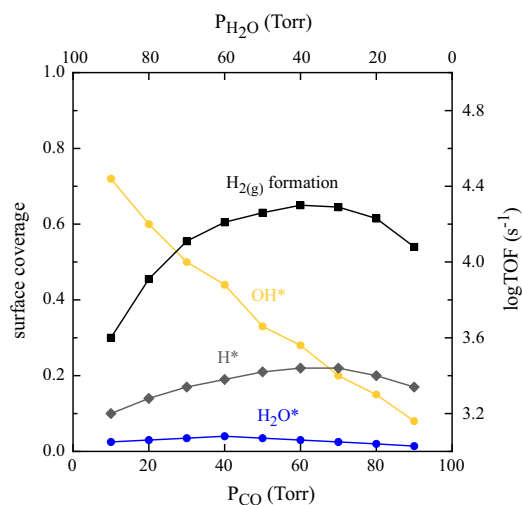 P_H2O (Torr)
100 80 60 40 20 0
1.0
0.8
0.6
0.4
0.2
0.0
surface coverage
H2(g) formation
OH*
H*
H2O*
4.8
4.4
4.0
3.6
3.2
logTOF (s-1)
0 20 40 60 80 100
P_CO (Torr)